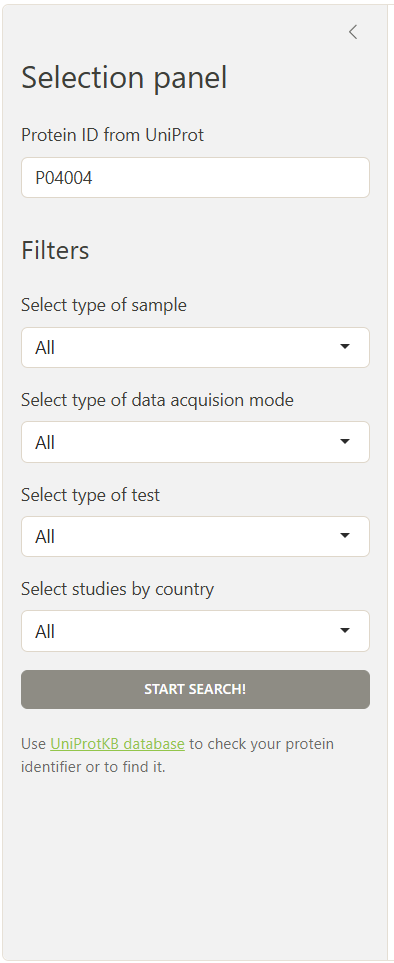 Selection panel
Protein ID from UniProt
P04004
Filters
Select type of sample
All
Select type of data acquision mode
All
Select type of test
All
Select studies by country
All
START SEARCH!
Use UniProtKB database to check your protein
identifier or to find it.